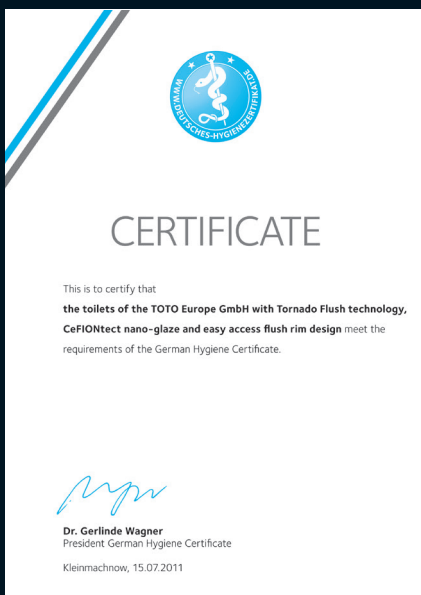 WWW.DEUTSCHES-HYGIENEZERTIFIKAT.DE
CERTIFICATE
This is to certify that
the toilets of the TOTO Europe GmbH with Tornado Flush technology,
CeFIONtect nano-glaze and easy access flush rim design meet the
requirements of the German Hygiene Certificate.
Dr. Gerlinde Wagner
President German Hygiene Certificate
Kleinmachnow, 15.07.2011